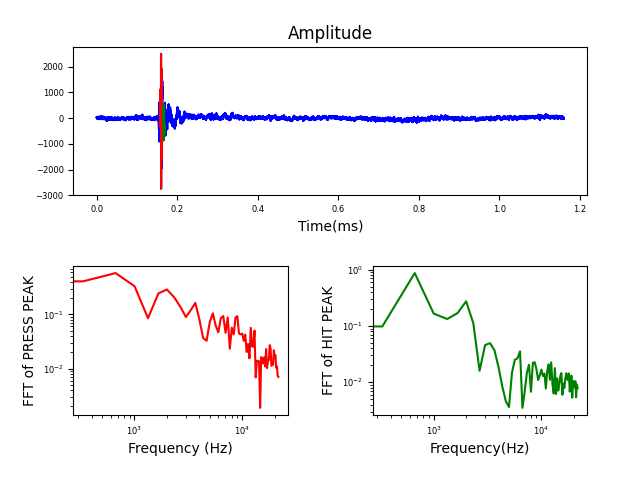 Amplitude
2000
1000
0
−1000
−2000
−3000
0.0 0.2 0.4 0.6 0.8 1.0 1.2
Time(ms)
FFT of PRESS PEAK
10⁻¹
10⁻²
10³ 10⁴
Frequency (Hz)
FFT of HIT PEAK
10⁰
10⁻¹
10⁻²
10³ 10⁴
Frequency(Hz)